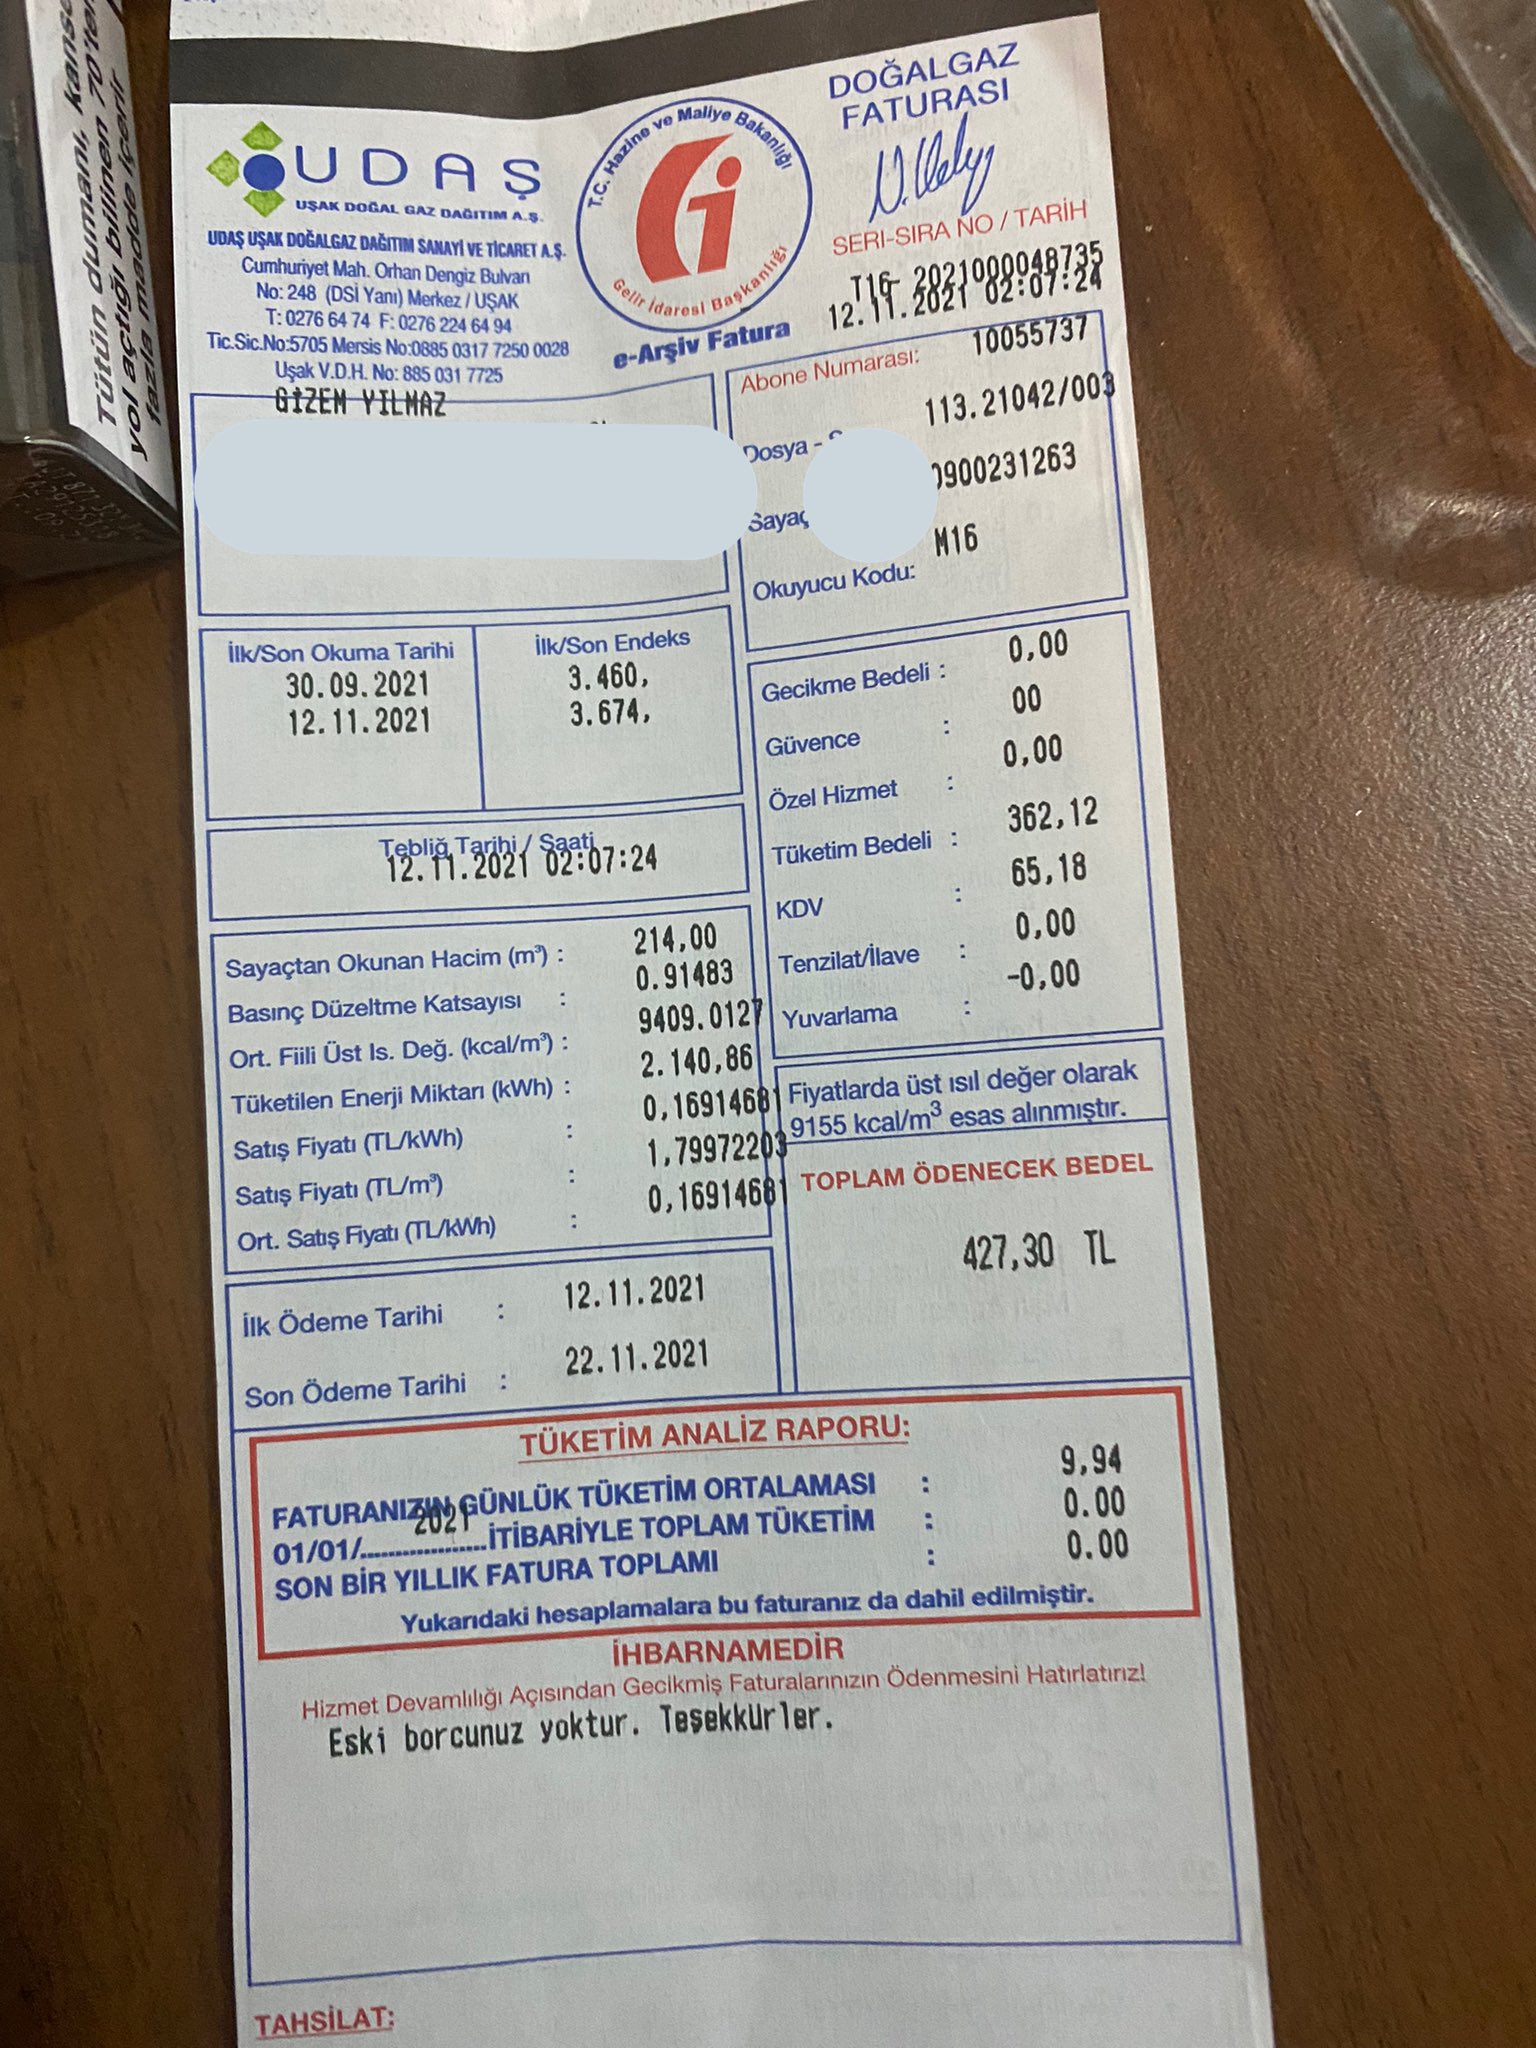 Tütün dumanı, kanse
yol açtığı bilinen 70'ten
fazla madde içerir
UDAŞ
UŞAK DOĞAL GAZ DAĞITIM A.Ş.
UDAŞ UŞAK DOĞALGAZ DAĞITIM SANAYİ VE TİCARET A.Ş.
Cumhuriyet Mah. Orhan Dengiz Bulvarı
No: 248 (DSİ Yanı) Merkez / UŞAK
T: 0276 64 74 F: 0276 224 64 94
Tic.Sic.No:5705 Mersis No:0885 0317 7250 0028
Uşak V.D.H. No: 885 031 7725
T.C. Hazine ve Maliye Bakanlığı
Gelir İdaresi Başkanlığı
e-Arşiv Fatura
DOĞALGAZ
FATURASI
SERI-SIRA NO / TARİH
T16- 2021000048735
12.11.2021 02:07:24
GİZEM YILMAZ
Abone Numarası: 10055737
Dosya - 113.21042/003
Sayaç 0900231263
Okuyucu Kodu: M16
İlk/Son Okuma Tarihi
30.09.2021
12.11.2021
İlk/Son Endeks
3.460,
3.674,
Tebliğ Tarihi / Saati
12.11.2021 02:07:24
Gecikme Bedeli : 0,00
Güvence : 00
Özel Hizmet : 0,00
Tüketim Bedeli : 362,12
KDV : 65,18
Tenzilat/İlave : 0,00
Yuvarlama : -0,00
Sayaçtan Okunan Hacim (m³) : 214,00
Basınç Düzeltme Katsayısı : 0.91483
Ort. Fiili Üst Is. Değ. (kcal/m³) : 9409.0127
Tüketilen Enerji Miktarı (kWh) : 2.140,86
Satış Fiyatı (TL/kWh) : 0,16914681
Satış Fiyatı (TL/m³) : 1,79972203
Ort. Satış Fiyatı (TL/kWh) : 0,16914681
Fiyatlarda üst ısıl değer olarak
9155 kcal/m³ esas alınmıştır.
TOPLAM ÖDENECEK BEDEL
427,30 TL
İlk Ödeme Tarihi : 12.11.2021
Son Ödeme Tarihi : 22.11.2021
TÜKETİM ANALİZ RAPORU:
FATURANIZIN GÜNLÜK TÜKETİM ORTALAMASI : 9,94
01/01/ 2021 İTİBARİYLE TOPLAM TÜKETİM : 0.00
SON BİR YILLIK FATURA TOPLAMI : 0.00
Yukarıdaki hesaplamalara bu faturanız da dahil edilmiştir.
İHBARNAMEDİR
Hizmet Devamlılığı Açısından Gecikmiş Faturalarınızın Ödenmesini Hatırlatırız!
Eski borcunuz yoktur. Teşekkürler.
TAHSİLAT: